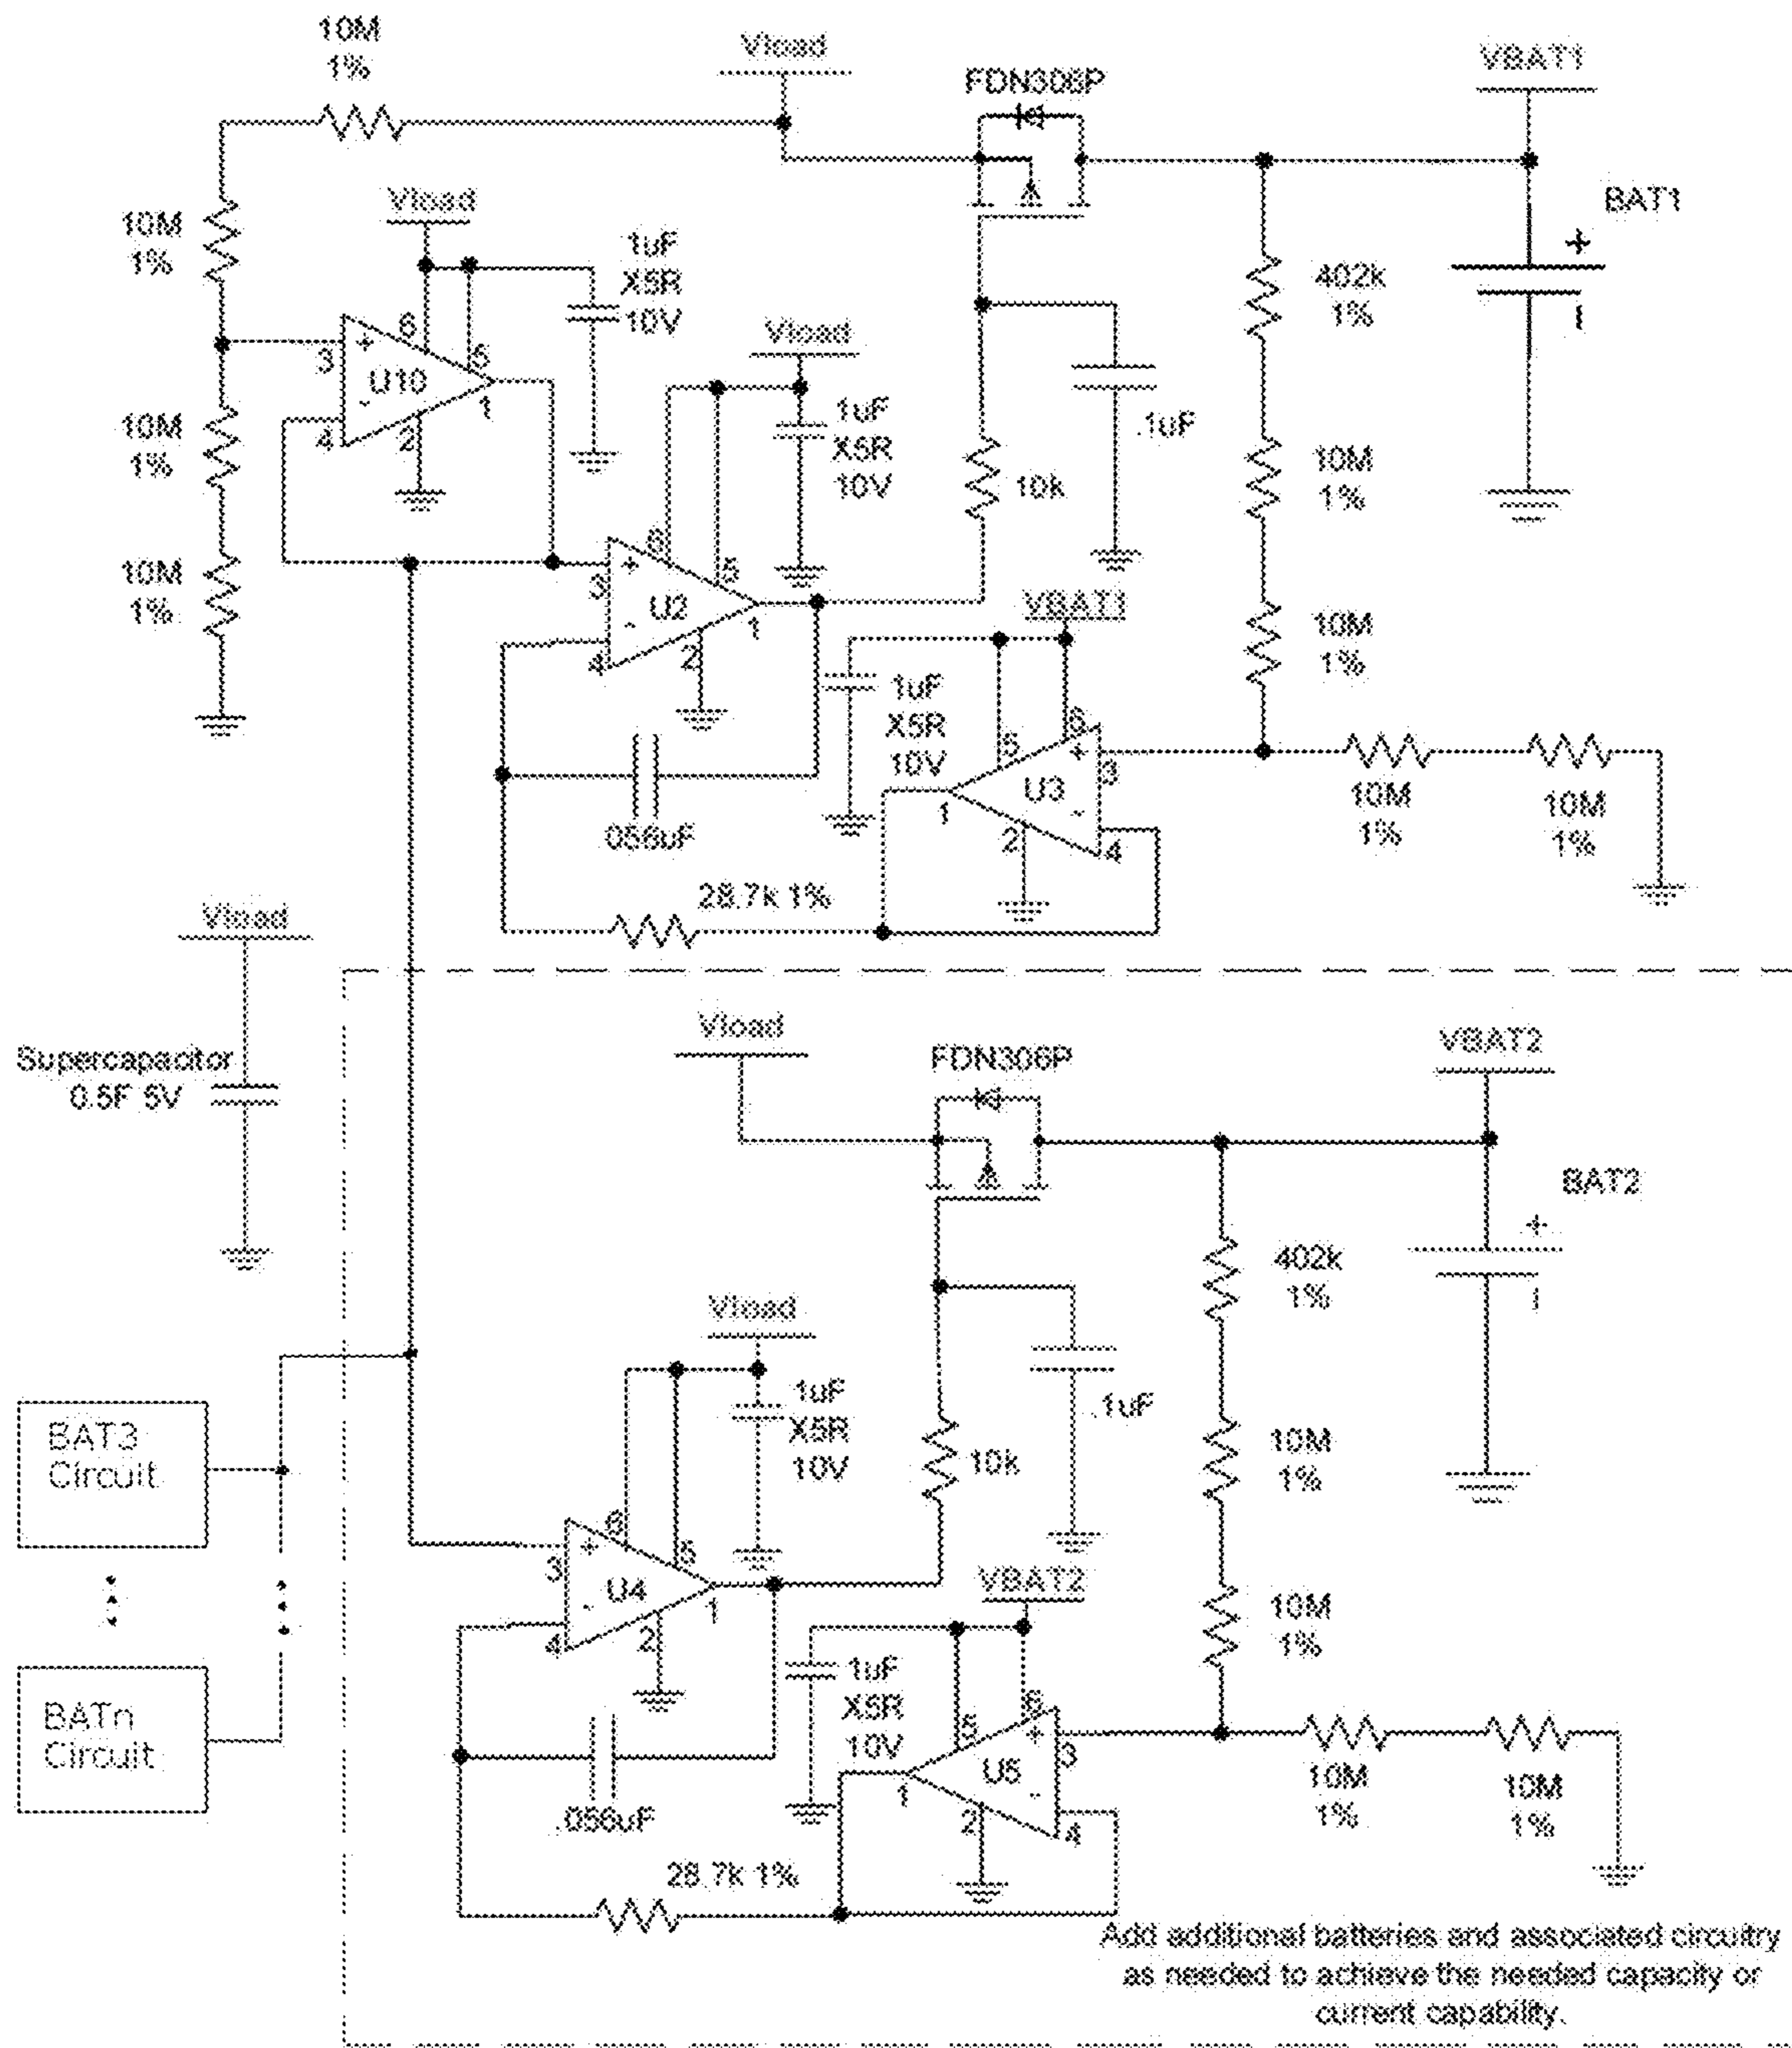 10M
1%
Vload
FDN306P
VBAT1
BAT1
+
-
10M
1%
Vload
1uF
X5R
10V
6
5
+
3
U10
-
4
2
1
Vload
402k
1%
10M
1%
1uF
X5R
10V
.1uF
10k
10M
1%
10M
1%
6
5
+
3
U2
-
4
2
1
VBAT1
10M
1%
1uF
X5R
10V
6
5
+
3
U3
-
1
2
4
10M
1%
10M
1%
.056uF
28.7k 1%
Vload
Supercapacitor
0.5F 5V
Vload
FDN306P
VBAT2
BAT2
+
-
402k
1%
Vload
1uF
X5R
10V
.1uF
10k
10M
1%
BAT3
Circuit
6
5
+
3
U4
-
4
2
1
VBAT2
10M
1%
BATn
Circuit
1uF
X5R
10V
6
5
+
3
U5
-
1
2
4
10M
1%
10M
1%
.056uF
28.7k 1%
Add additional batteries and associated circuitry
as needed to achieve the needed capacity or
current capability.